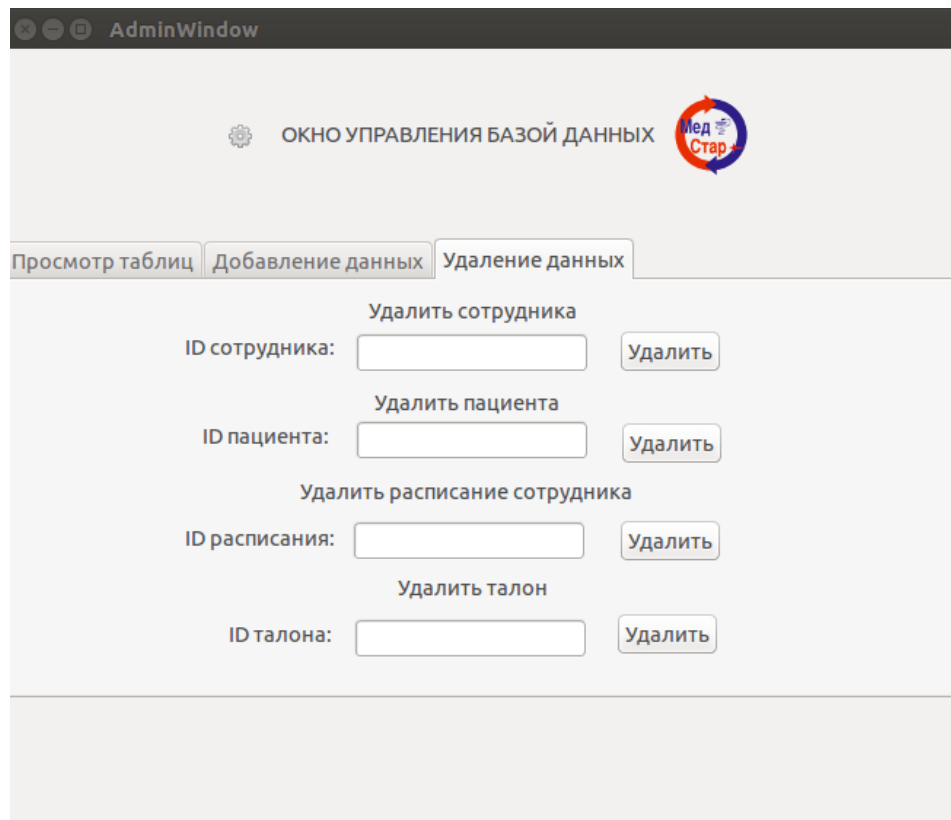 AdminWindow
ОКНО УПРАВЛЕНИЯ БАЗОЙ ДАННЫХ
Мед
Стар
Просмотр таблиц Добавление данных Удаление данных
Удалить сотрудника
ID сотрудника: Удалить
Удалить пациента
ID пациента: Удалить
Удалить расписание сотрудника
ID расписания: Удалить
Удалить талон
ID талона: Удалить